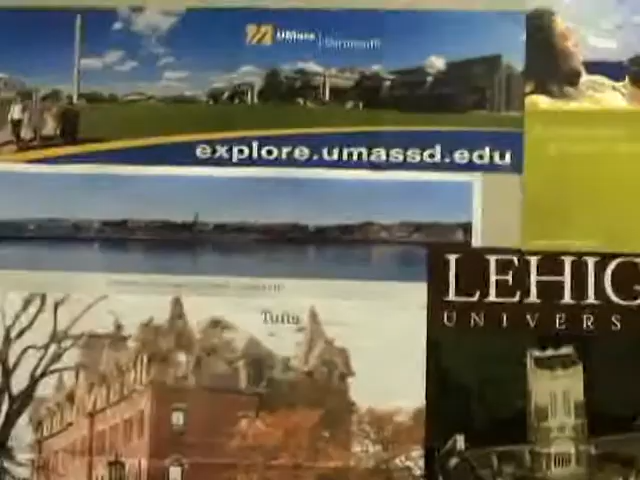 UMass | Dartmouth
explore.umassd.edu
Tufts
LEHIG
UNIVERS